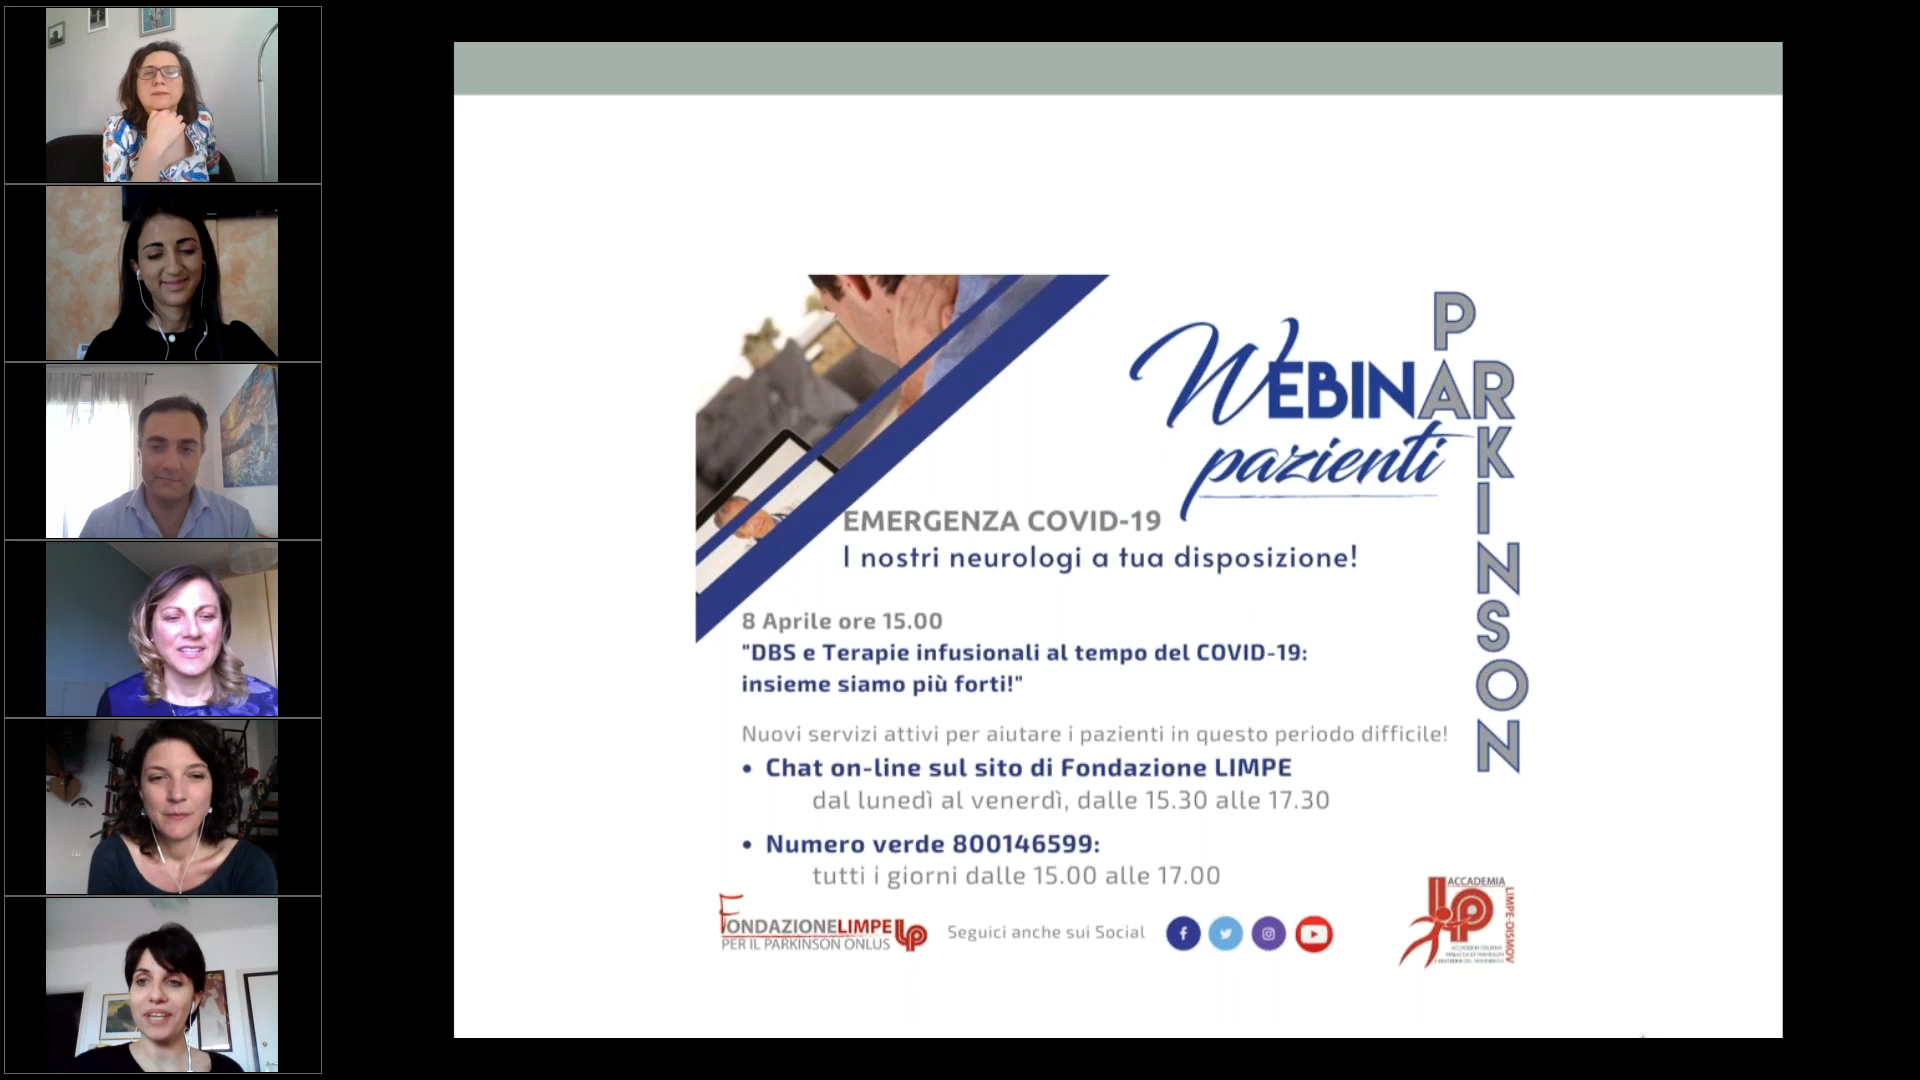 WEBINAR
PARKINSON
pazienti
EMERGENZA COVID-19
I nostri neurologi a tua disposizione!
8 Aprile ore 15.00
"DBS e Terapie infusionali al tempo del COVID-19:
insieme siamo più forti!"
Nuovi servizi attivi per aiutare i pazienti in questo periodo difficile!
• Chat on-line sul sito di Fondazione LIMPE
dal lunedì al venerdì, dalle 15.30 alle 17.30
• Numero verde 800146599:
tutti i giorni dalle 15.00 alle 17.00
FONDAZIONELIMPE
PER IL PARKINSON ONLUS
Seguici anche sui Social
ACCADEMIA
LIMPE-DISMOV